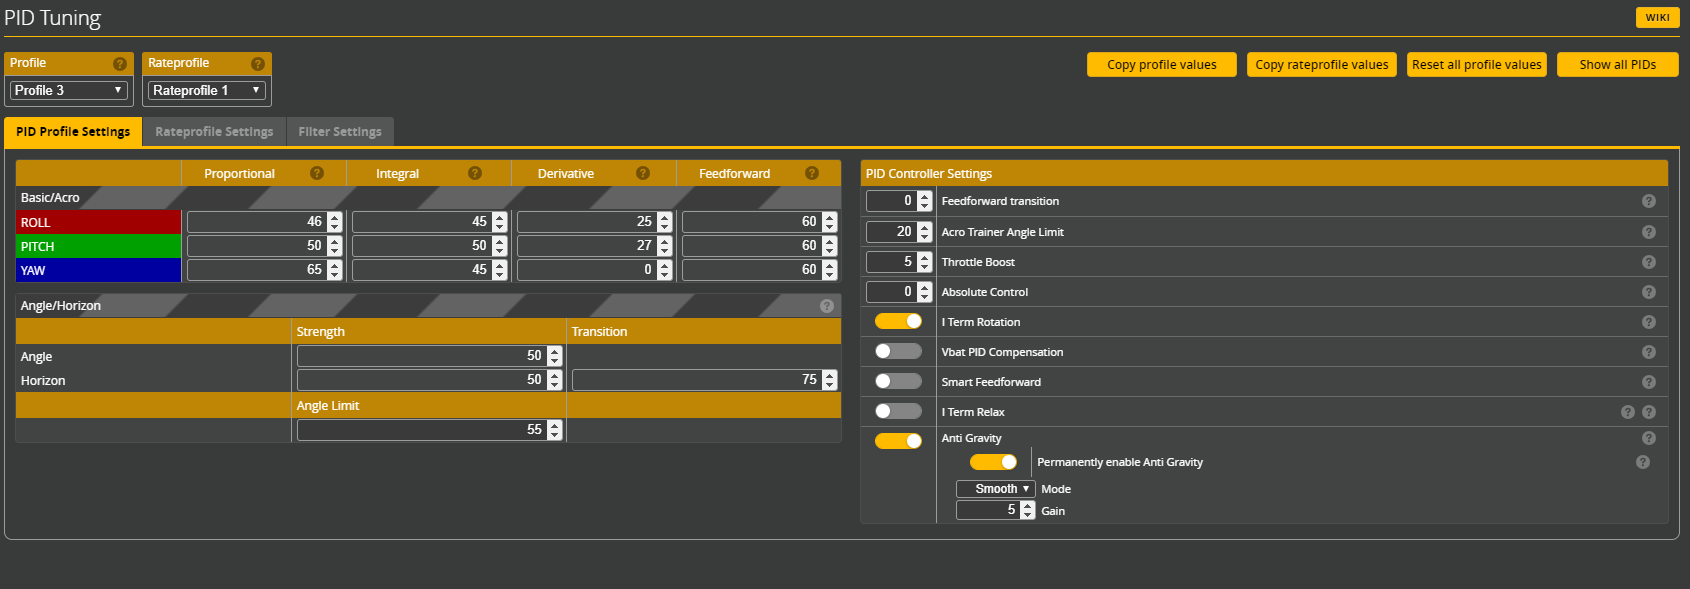 PID Tuning
WIKI
Profile ?
Rateprofile ?
Profile 3
Rateprofile 1
Copy profile values
Copy rateprofile values
Reset all profile values
Show all PIDs
PID Profile Settings
Rateprofile Settings
Filter Settings
Proportional ? Integral ? Derivative ? Feedforward ?
Basic/Acro
ROLL 46 45 25 60
PITCH 50 50 27 60
YAW 65 45 0 60
Angle/Horizon ?
Strength Transition
Angle 50
Horizon 50 75
Angle Limit
55
PID Controller Settings
0 Feedforward transition ?
20 Acro Trainer Angle Limit ?
5 Throttle Boost ?
0 Absolute Control ?
I Term Rotation ?
Vbat PID Compensation ?
Smart Feedforward ?
I Term Relax ? ?
Anti Gravity ?
Permanently enable Anti Gravity ?
Smooth Mode
5 Gain